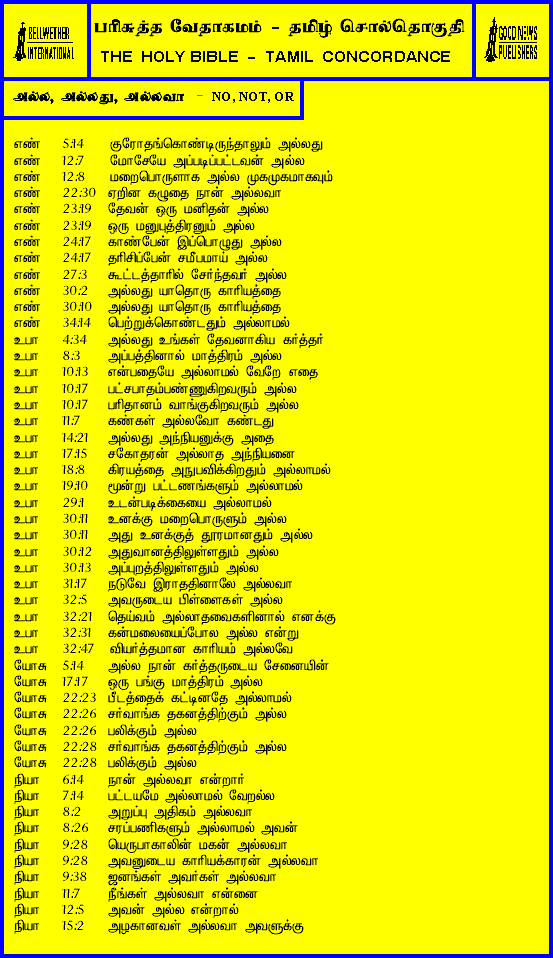 BELLWETHER INTERNATIONAL
பரிசுத்த வேதாகமம் - தமிழ் சொல்தொகுதி
THE HOLY BIBLE - TAMIL CONCORDANCE
GOOD NEWS PUBLISHERS
அல்ல, அல்லது, அல்லவா - NO, NOT, OR
எண் 5:14 குரோதங்கொண்டிருந்தாலும் அல்லது
எண் 12:7 மோசேயே அப்படிப்பட்டவன் அல்ல
எண் 12:8 மறைபொருளாக அல்ல முகமுகமாகவும்
எண் 22:30 ஏறின கழுதை நான் அல்லவா
எண் 23:19 தேவன் ஒரு மனிதன் அல்ல
எண் 23:19 ஒரு மனுபுத்திரனும் அல்ல
எண் 24:17 காண்பேன் இப்பொழுது அல்ல
எண் 24:17 தரிசிப்பேன் சமீபமாய் அல்ல
எண் 27:3 கூட்டத்தாரில் சேர்ந்தவர் அல்ல
எண் 30:2 அல்லது யாதொரு காரியத்தை
எண் 30:10 அல்லது யாதொரு காரியத்தை
எண் 34:14 பெற்றுக்கொண்டதும் அல்லாமல்
உபா 4:34 அல்லது உங்கள் தேவனாகிய கர்த்தர்
உபா 8:3 அப்பத்தினால் மாத்திரம் அல்ல
உபா 10:13 என்பதையே அல்லாமல் வேறே எதை
உபா 10:17 பட்சபாதம்பண்ணுகிறவரும் அல்ல
உபா 10:17 பரிதானம் வாங்குகிறவரும் அல்ல
உபா 11:7 கண்கள் அல்லவோ கண்டது
உபா 14:21 அல்லது அந்நியனுக்கு அதை
உபா 17:15 சகோதரன் அல்லாத அந்நியனை
உபா 18:8 கிரயத்தை அநுபவிக்கிறதும் அல்லாமல்
உபா 19:10 மூன்று பட்டணங்களும் அல்லாமல்
உபா 29:1 உடன்படிக்கையை அல்லாமல்
உபா 30:11 உனக்கு மறைபொருளும் அல்ல
உபா 30:11 அது உனக்குத் தூரமானதும் அல்ல
உபா 30:12 அதுவானத்திலுள்ளதும் அல்ல
உபா 30:13 அப்புறத்திலுள்ளதும் அல்ல
உபா 31:17 நடுவே இராததினாலே அல்லவா
உபா 32:5 அவருடைய பிள்ளைகள் அல்ல
உபா 32:21 தெய்வம் அல்லாதவைகளினால் எனக்கு
உபா 32:31 கன்மலையைப்போல அல்ல என்று
உபா 32:47 வியர்த்தமான காரியம் அல்லவே
யோசு 5:14 அல்ல நான் கர்த்தருடைய சேனையின்
யோசு 17:17 ஒரு பங்கு மாத்திரம் அல்ல
யோசு 22:23 பீடத்தைக் கட்டினதே அல்லாமல்
யோசு 22:26 சர்வாங்க தகனத்திற்கும் அல்ல
யோசு 22:26 பலிக்கும் அல்ல
யோசு 22:28 சர்வாங்க தகனத்திற்கும் அல்ல
யோசு 22:28 பலிக்கும் அல்ல
நியா 6:14 நான் அல்லவா என்றார்
நியா 7:14 பட்டயமே அல்லாமல் வேறல்ல
நியா 8:2 அறுப்பு அதிகம் அல்லவா
நியா 8:26 சரப்பணிகளும் அல்லாமல் அவன்
நியா 9:28 யெருபாகாலின் மகன் அல்லவா
நியா 9:28 அவனுடைய காரியக்காரன் அல்லவா
நியா 9:38 ஜனங்கள் அவர்கள் அல்லவா
நியா 11:7 நீங்கள் அல்லவா என்னை
நியா 12:5 அவன் அல்ல என்றால்
நியா 15:2 அழகானவள் அல்லவா அவளுக்கு